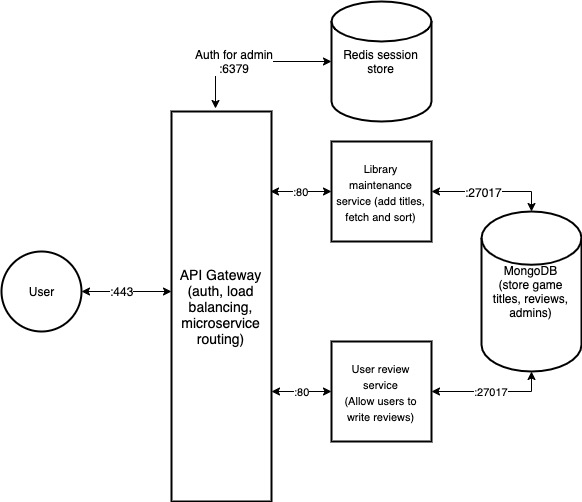 Auth for admin
:6379
Redis session
store
Library
maintenance
service (add titles,
fetch and sort)
:80
:27017
User
:443
API Gateway
(auth, load
balancing,
microservice
routing)
MongoDB
(store game
titles, reviews,
admins)
User review
service
(Allow users to
write reviews)
:80
:27017